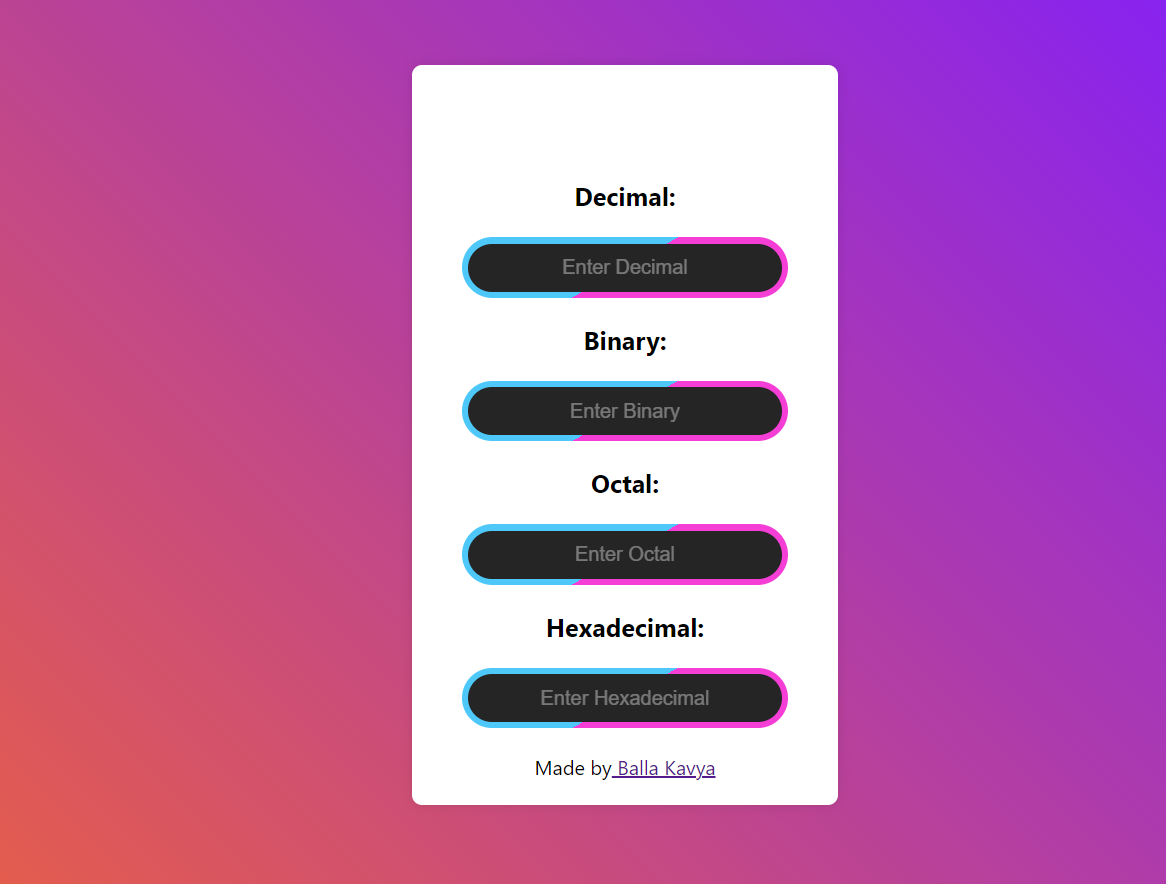 Decimal:
Enter Decimal
Binary:
Enter Binary
Octal:
Enter Octal
Hexadecimal:
Enter Hexadecimal
Made by Balla Kavya